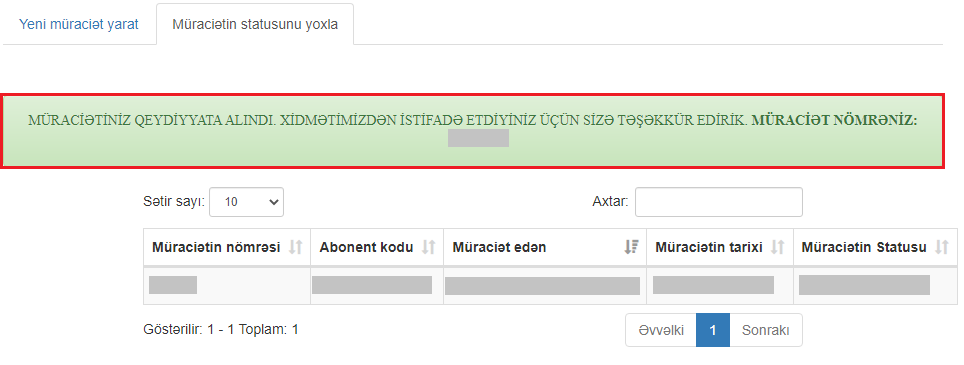 Yeni müraciət yarat Müraciətin statusunu yoxla
MÜRACİƏTİNİZ QEYDİYYATA ALINDI. XİDMƏTİMİZDƏN İSTİFADƏ ETDİYİNİZ ÜÇÜN SİZƏ TƏŞƏKKÜR EDİRİK. MÜRACİƏT NÖMRƏNİZ:
Sətir sayı: 10 Axtar:
Müraciətin nömrəsi Abonent kodu Müraciət edən Müraciətin tarixi Müraciətin Statusu
Göstərilir: 1 - 1 Toplam: 1 Əvvəlki 1 Sonrakı